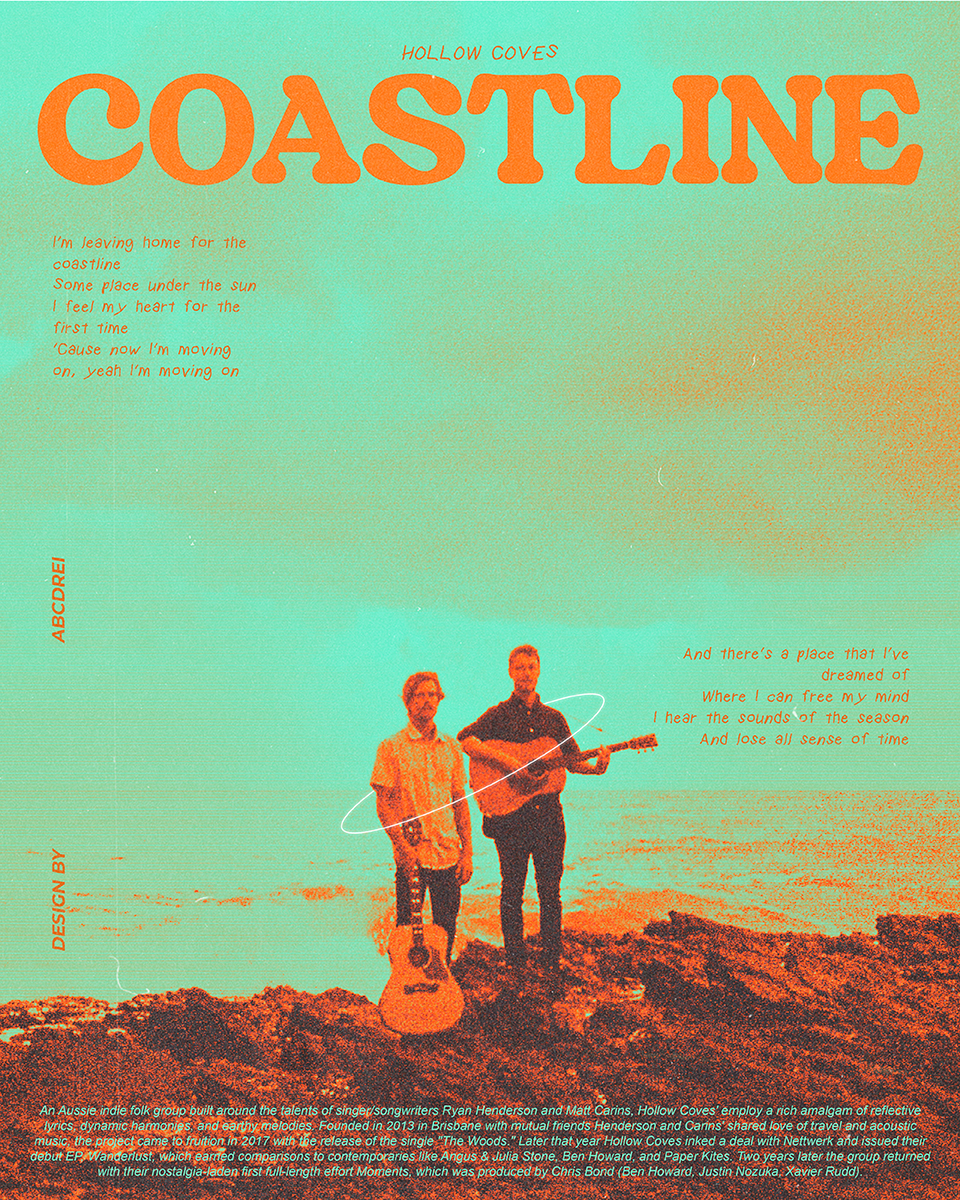 HOLLOW COVES
COASTLINE
I'm leaving home for the
coastline
Some place under the sun
I feel my heart for the
first time
'Cause now I'm moving
on, yeah I'm moving on
ABCDREI
And there's a place that I've
dreamed of
Where I can free my mind
I hear the sounds of the season
And lose all sense of time
DESIGN BY
An Aussie indie folk group built around the talents of singer/songwriters Ryan Henderson and Matt Carins, Hollow Coves' employ a rich amalgam of reflective
lyrics, dynamic harmonies, and earthy melodies. Founded in 2013 in Brisbane with mutual friends Henderson and Carins' shared love of travel and acoustic
music, the project came to fruition in 2017 with the release of the single "The Woods." Later that year Hollow Coves inked a deal with Nettwerk and issued their
debut EP, Wanderlust, which earned comparisons to contemporaries like Angus & Julia Stone, Ben Howard, and Paper Kites. Two years later the group returned
with their nostalgia-laden first full-length effort Moments, which was produced by Chris Bond (Ben Howard, Justin Nozuka, Xavier Rudd).